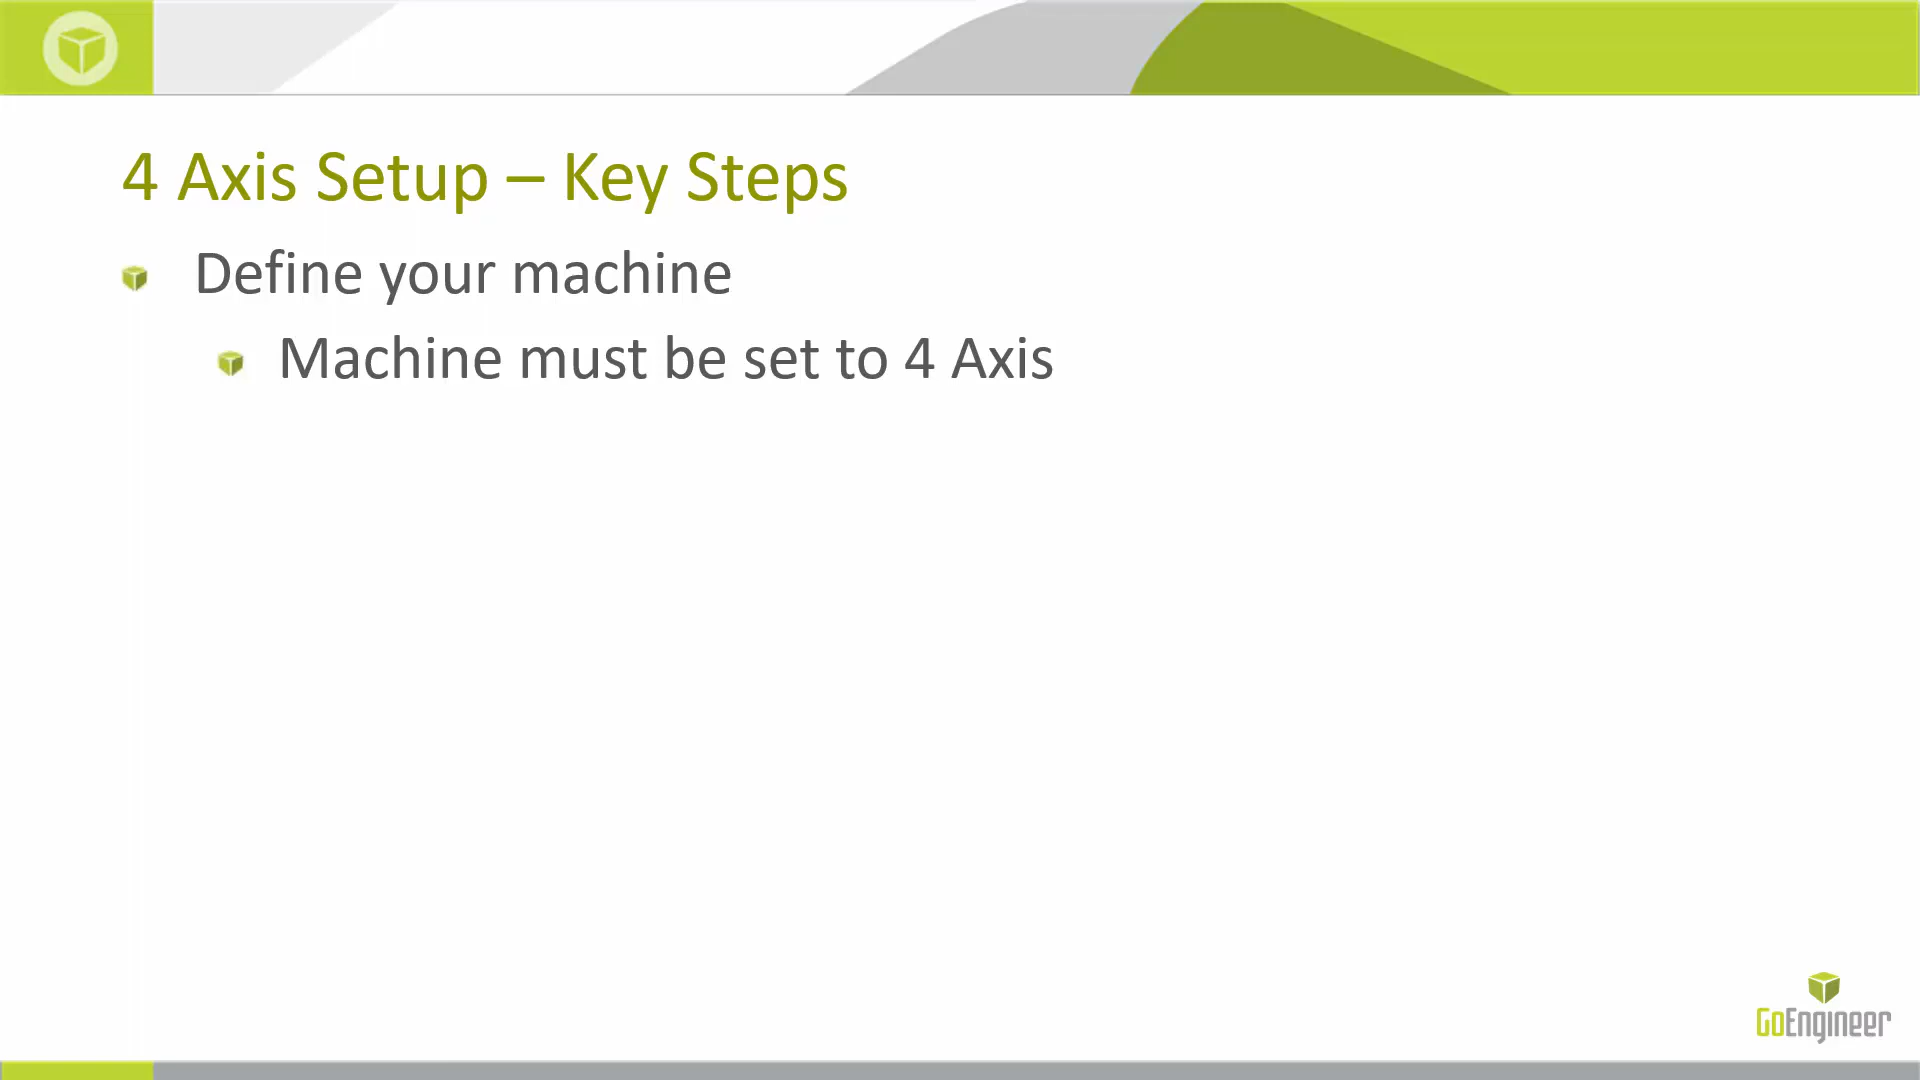 4 Axis Setup – Key Steps
Define your machine
Machine must be set to 4 Axis
GoEngineer